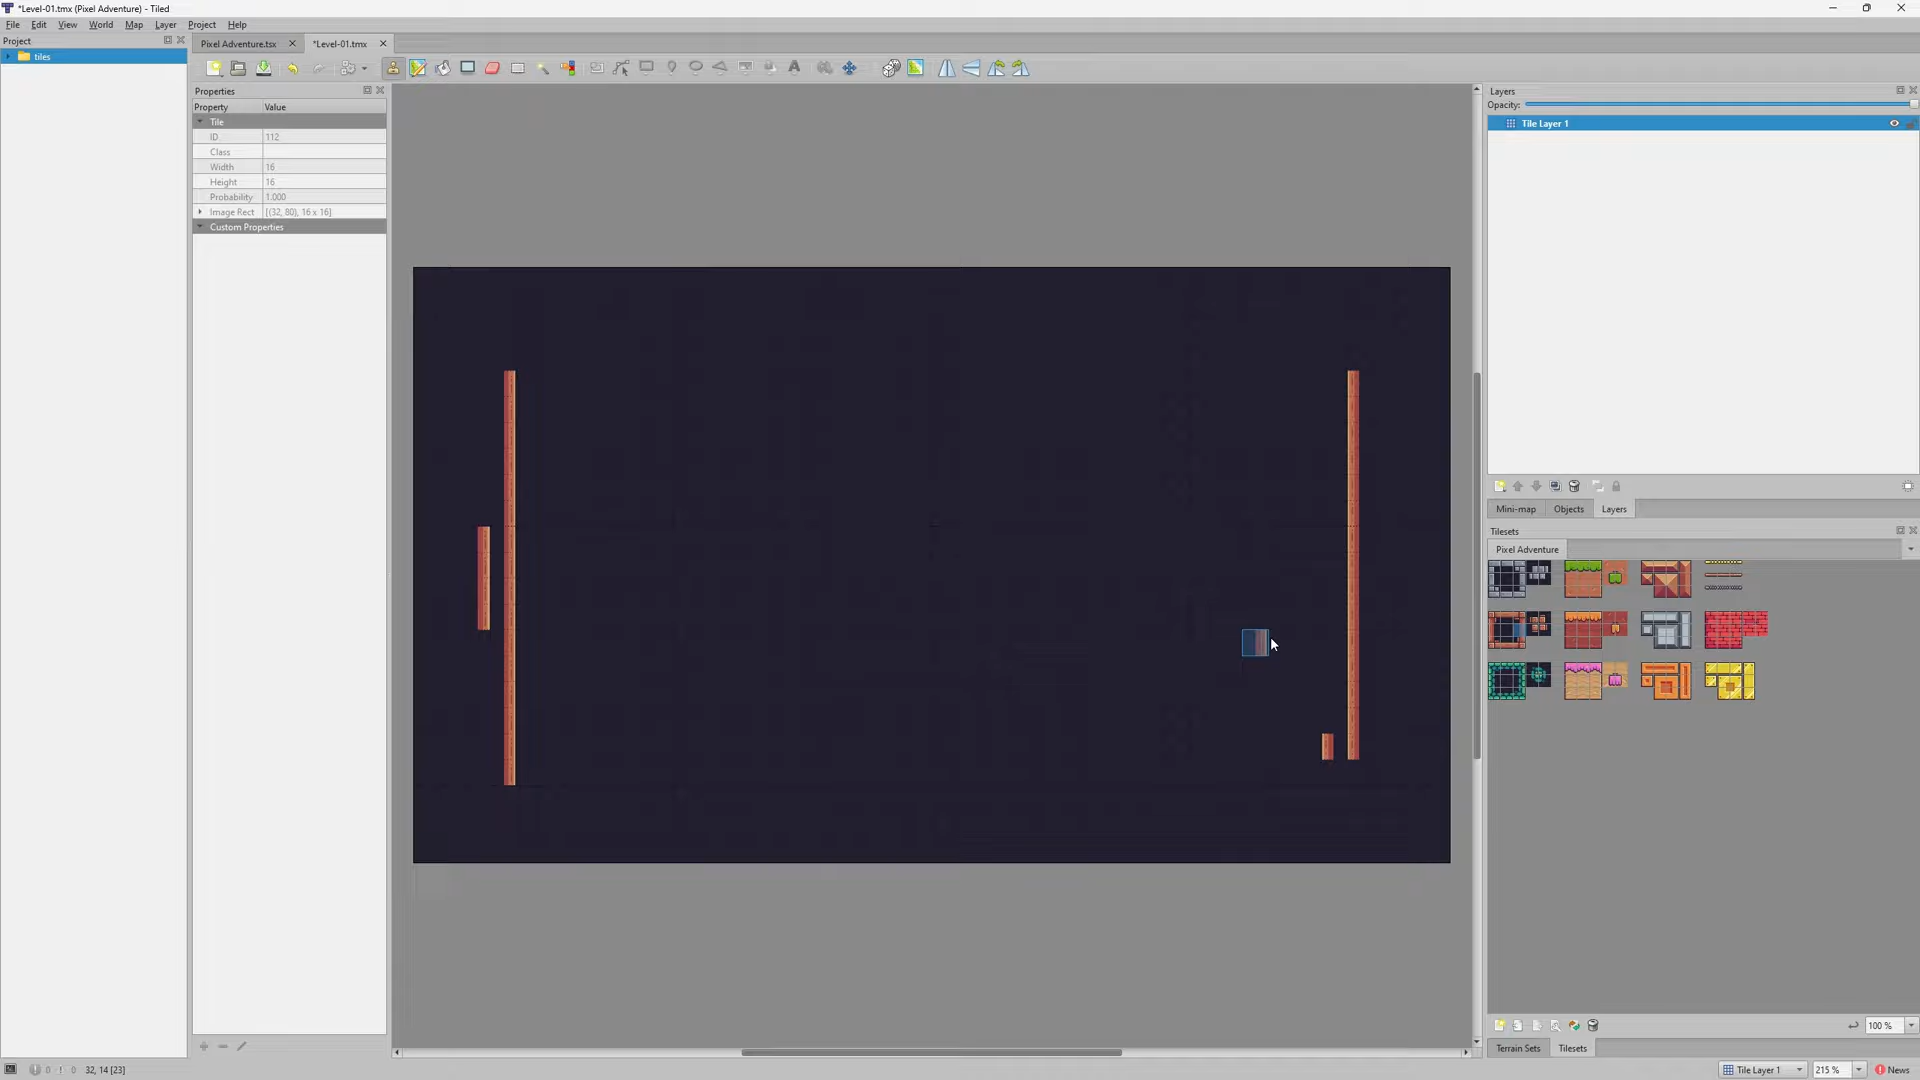 *Level-01.tmx (Pixel Adventure) - Tiled
File Edit View World Map Layer Project Help
Project
tiles
Pixel Adventure.tsx
*Level-01.tmx
Properties
Property Value
Tile
ID 112
Class
Width 16
Height 16
Probability 1.000
Image Rect [(32, 80), 16 x 16]
Custom Properties
Layers
Opacity:
Tile Layer 1
Mini-map Objects Layers
Tilesets
Pixel Adventure
100 %
Terrain Sets Tilesets
0 0 32, 14 [23]
Tile Layer 1 215 % News